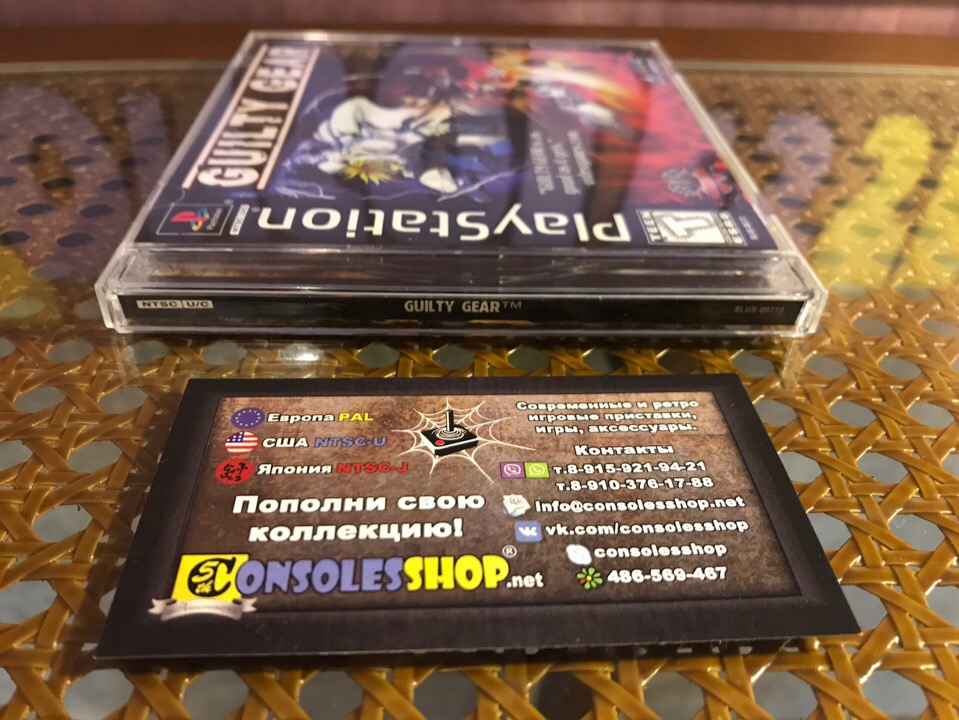 GUILTY GEAR
PlayStation
NTSC U/C
GUILTY GEAR™
Европа PAL
США NTSC-U
Япония NTSC-J
Пополни свою
коллекцию!
CONSOLESSHOP®.net
Современные и ретро
игровые приставки,
игры, аксессуары.
Контакты
т.8-915-921-94-21
т.8-910-376-17-88
info@consolesshop.net
vk.com/consolesshop
consolesshop
486-569-467